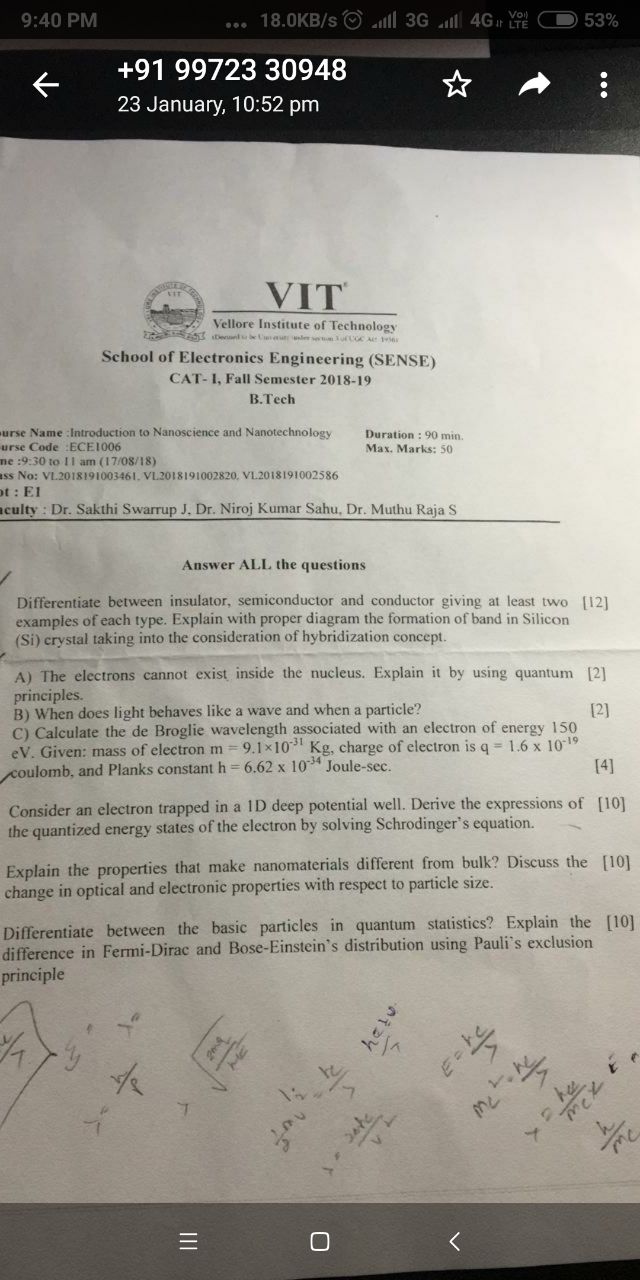 9:40 PM ... 18.0KB/s 3G 4G Vo) LTE 53%
+91 99723 30948
23 January, 10:52 pm
VIT
VIT
Vellore Institute of Technology
(Deemed to be University under section 3 of UGC Act 1956)
School of Electronics Engineering (SENSE)
CAT- I, Fall Semester 2018-19
B.Tech
urse Name :Introduction to Nanoscience and Nanotechnology Duration : 90 min.
urse Code :ECE1006 Max. Marks: 50
ne :9:30 to 11 am (17/08/18)
ass No: VL2018191003461, VL2018191002820, VL2018191002586
ot : E1
aculty : Dr. Sakthi Swarrup J, Dr. Niroj Kumar Sahu, Dr. Muthu Raja S
Answer ALL the questions
Differentiate between insulator, semiconductor and conductor giving at least two [12]
examples of each type. Explain with proper diagram the formation of band in Silicon
(Si) crystal taking into the consideration of hybridization concept.
A) The electrons cannot exist inside the nucleus. Explain it by using quantum [2]
principles.
B) When does light behaves like a wave and when a particle? [2]
C) Calculate the de Broglie wavelength associated with an electron of energy 150
eV. Given: mass of electron m = 9.1×10⁻³¹ Kg, charge of electron is q = 1.6 x 10⁻¹⁹
coulomb, and Planks constant h = 6.62 x 10⁻³⁴ Joule-sec. [4]
Consider an electron trapped in a 1D deep potential well. Derive the expressions of [10]
the quantized energy states of the electron by solving Schrodinger's equation.
Explain the properties that make nanomaterials different from bulk? Discuss the [10]
change in optical and electronic properties with respect to particle size.
Differentiate between the basic particles in quantum statistics? Explain the [10]
difference in Fermi-Dirac and Bose-Einstein's distribution using Pauli's exclusion
principle
E = hc/λ
mc² = hc/λ
h/mc